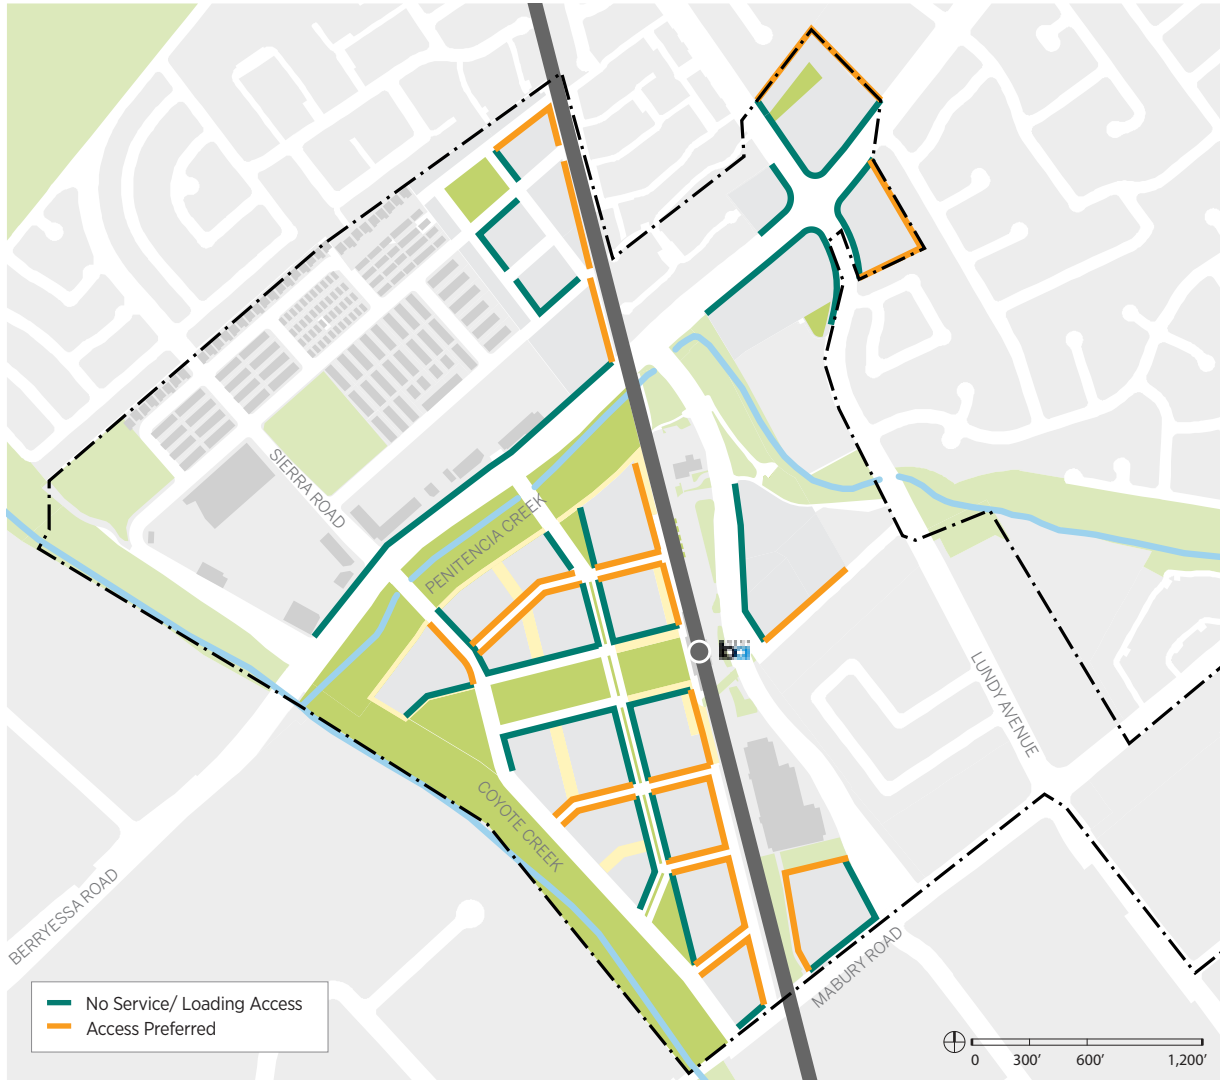 SIERRA ROAD
PENITENCIA CREEK
ba
LUNDY AVENUE
COYOTE CREEK
BERRYESSA ROAD
MABURY ROAD
No Service/ Loading Access
Access Preferred
0 300′ 600′ 1,200′